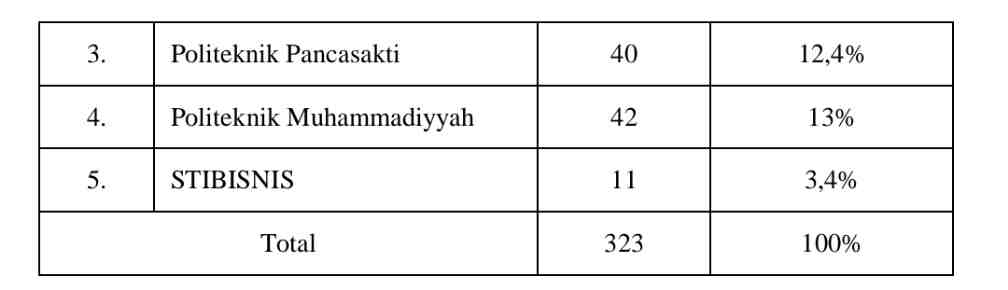 3. Politeknik Pancasakti 40 12,4%
4. Politeknik Muhammadiyyah 42 13%
5. STIBISNIS 11 3,4%
Total 323 100%